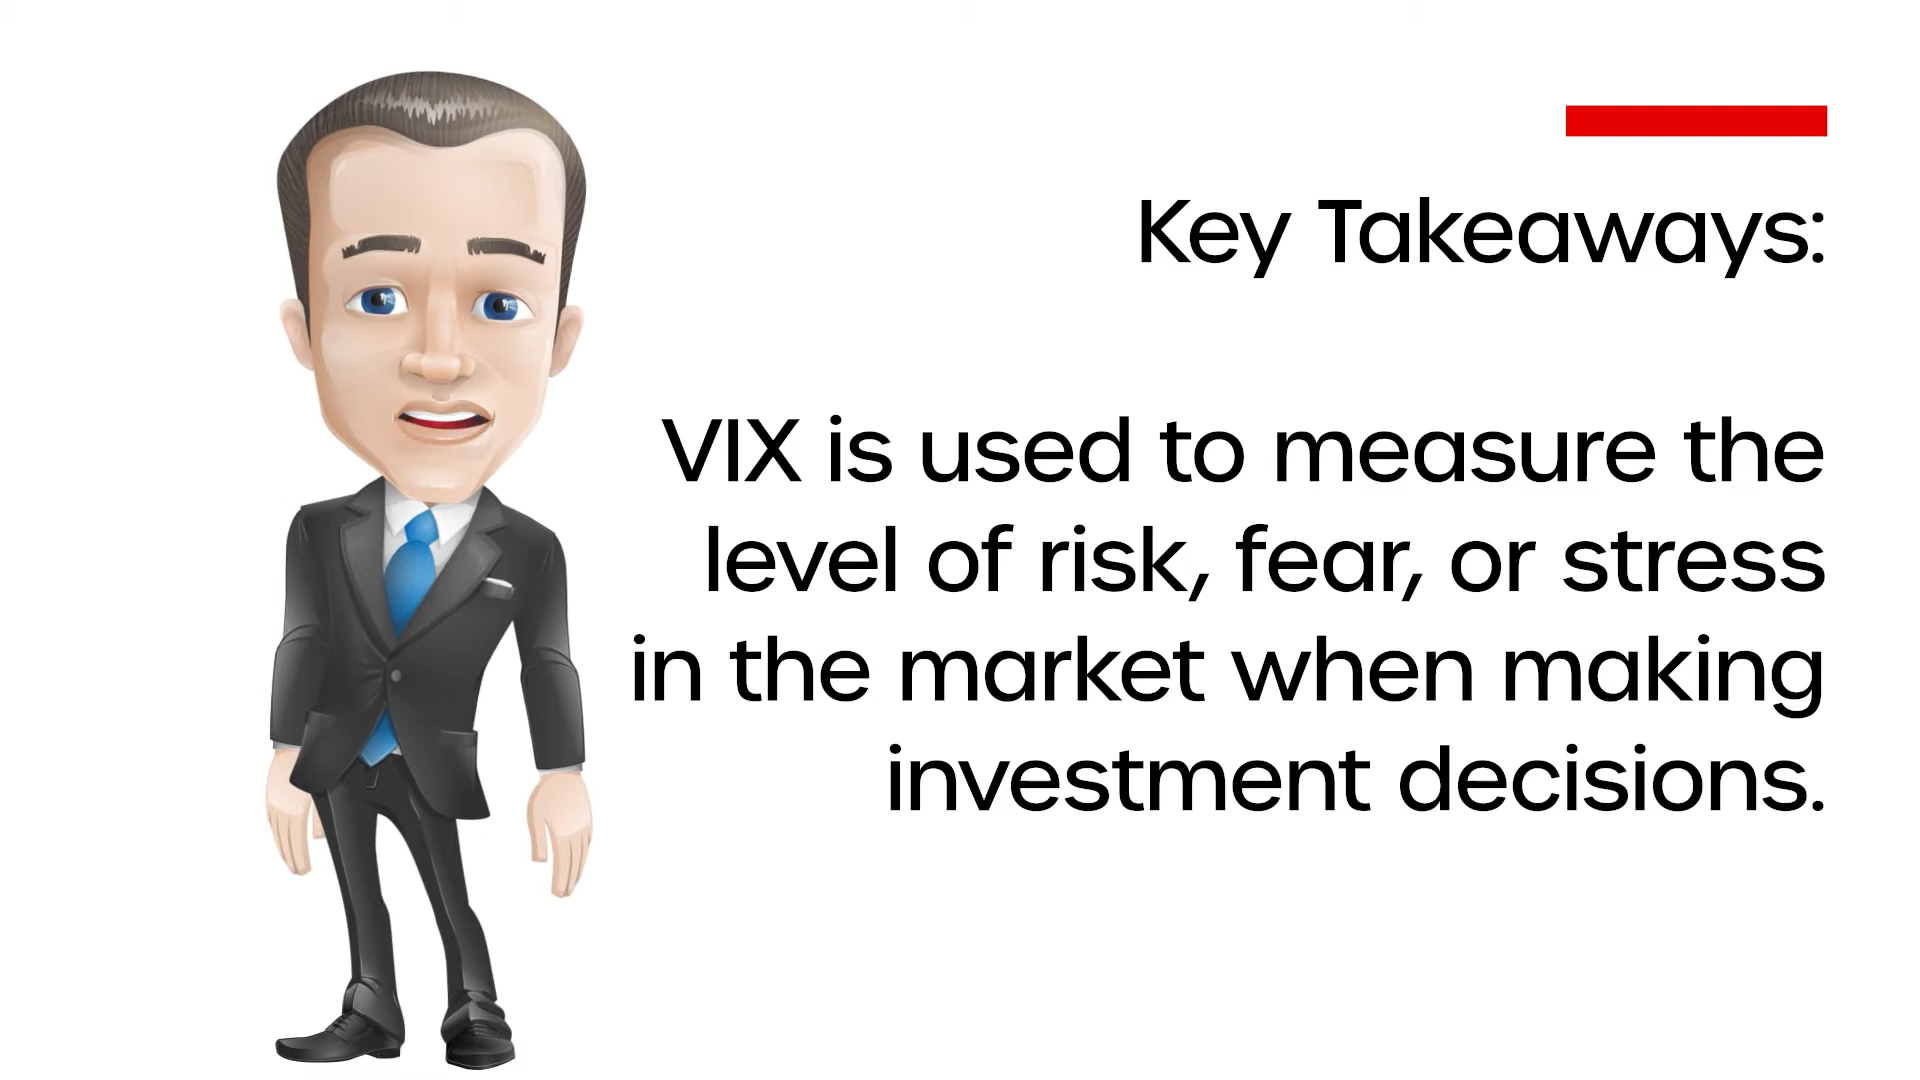 Key Takeaways:
VIX is used to measure the
level of risk, fear, or stress
in the market when making
investment decisions.